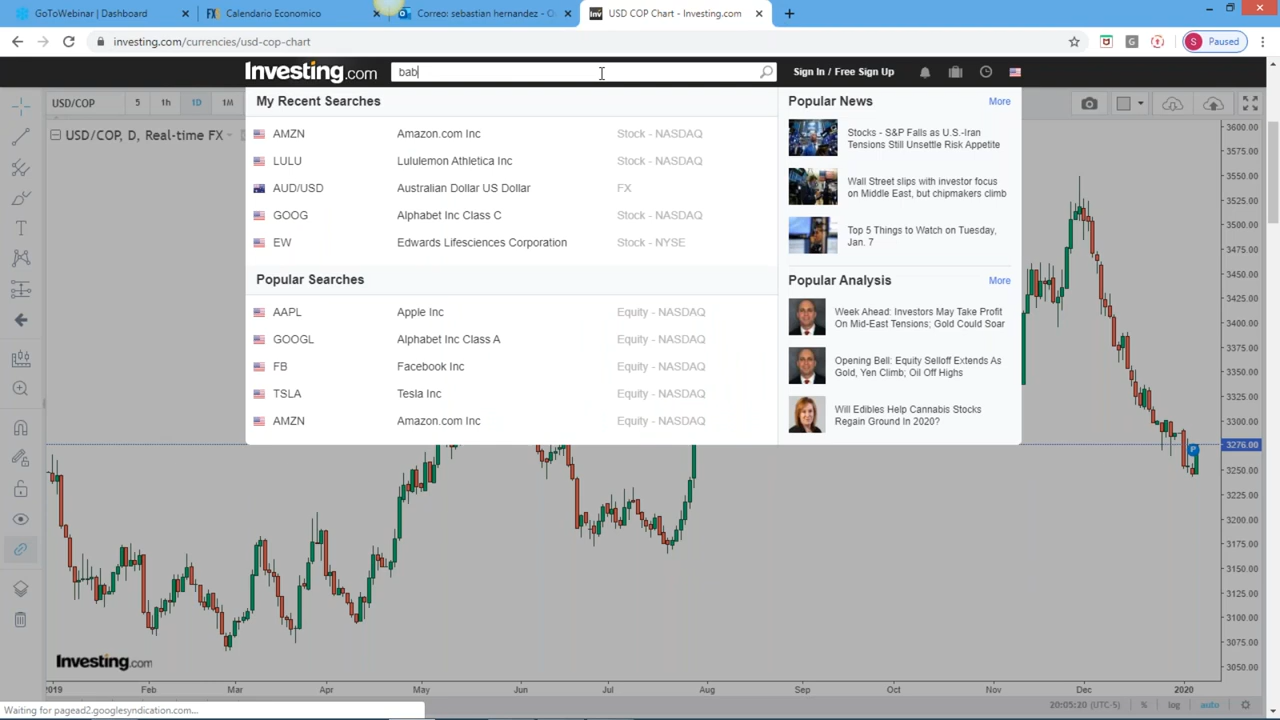 GoToWebinar | Dashboard
Calendario Economico
Correo: sebastian hernandez - O
USD COP Chart - Investing.com
investing.com/currencies/usd-cop-chart
Paused
Investing.com
bab
Sign In / Free Sign Up
USD/COP 5 1h 1D 1M
USD/COP, D, Real-time FX
My Recent Searches
AMZN Amazon.com Inc Stock - NASDAQ
LULU Lululemon Athletica Inc Stock - NASDAQ
AUD/USD Australian Dollar US Dollar FX
GOOG Alphabet Inc Class C Stock - NASDAQ
EW Edwards Lifesciences Corporation Stock - NYSE
Popular Searches
AAPL Apple Inc Equity - NASDAQ
GOOGL Alphabet Inc Class A Equity - NASDAQ
FB Facebook Inc Equity - NASDAQ
TSLA Tesla Inc Equity - NASDAQ
AMZN Amazon.com Inc Equity - NASDAQ
Popular News More
Stocks - S&P Falls as U.S.-Iran
Tensions Still Unsettle Risk Appetite
Wall Street slips with investor focus
on Middle East, but chipmakers climb
Top 5 Things to Watch on Tuesday,
Jan. 7
Popular Analysis More
Week Ahead: Investors May Take Profit
On Mid-East Tensions; Gold Could Soar
Opening Bell: Equity Selloff Extends As
Gold, Yen Climb; Oil Off Highs
Will Edibles Help Cannabis Stocks
Regain Ground In 2020?
3600.00
3575.00
3550.00
3525.00
3500.00
3475.00
3450.00
3425.00
3400.00
3375.00
3350.00
3325.00
3300.00
3276.00
3250.00
3225.00
3200.00
3175.00
3150.00
3125.00
3100.00
3075.00
3050.00
P
Investing.com
2019 Feb Mar Apr May Jun Jul Aug Sep Oct Nov Dec 2020
20:05:20 (UTC-5) % log auto
Waiting for pagead2.googlesyndication.com...